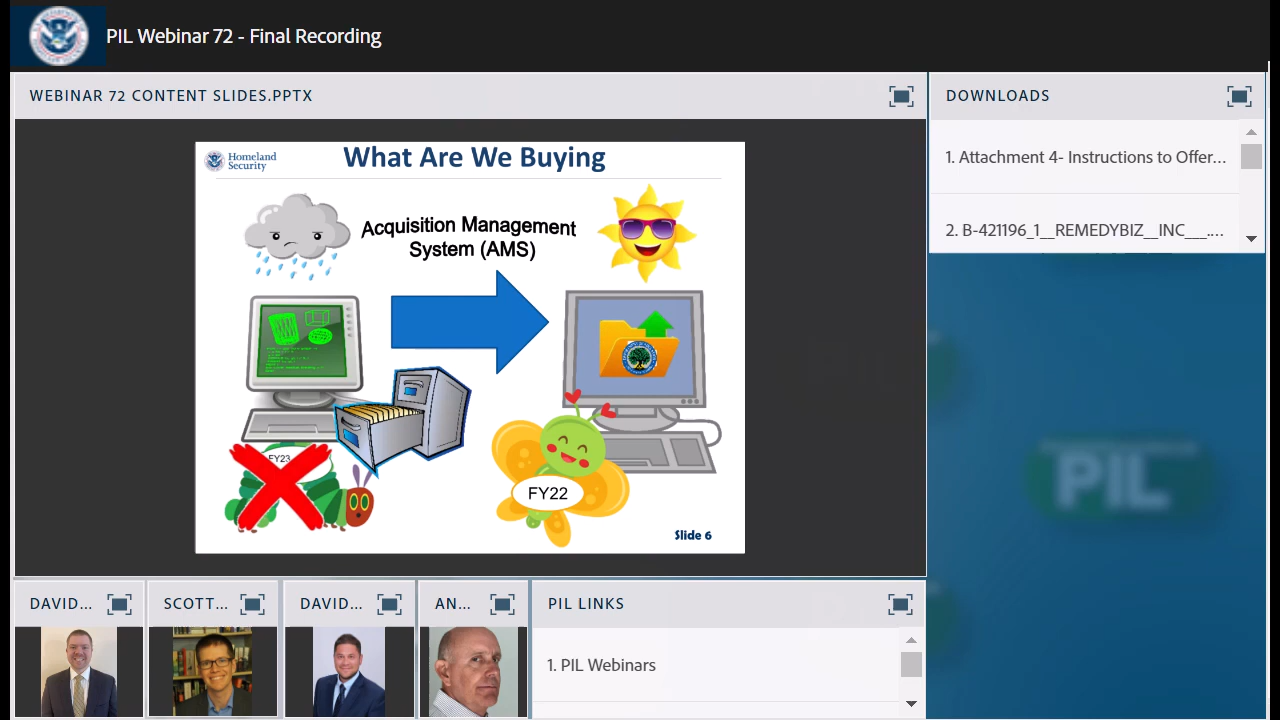 PIL Webinar 72 - Final Recording
WEBINAR 72 CONTENT SLIDES.PPTX
DOWNLOADS
1. Attachment 4- Instructions to Offer...
2. B-421196_1__REMEDYBIZ__INC___....
Homeland
Security
What Are We Buying
Acquisition Management
System (AMS)
FY23
FY22
Slide 6
PIL
DAVID...
SCOTT...
DAVID...
AN...
PIL LINKS
1. PIL Webinars